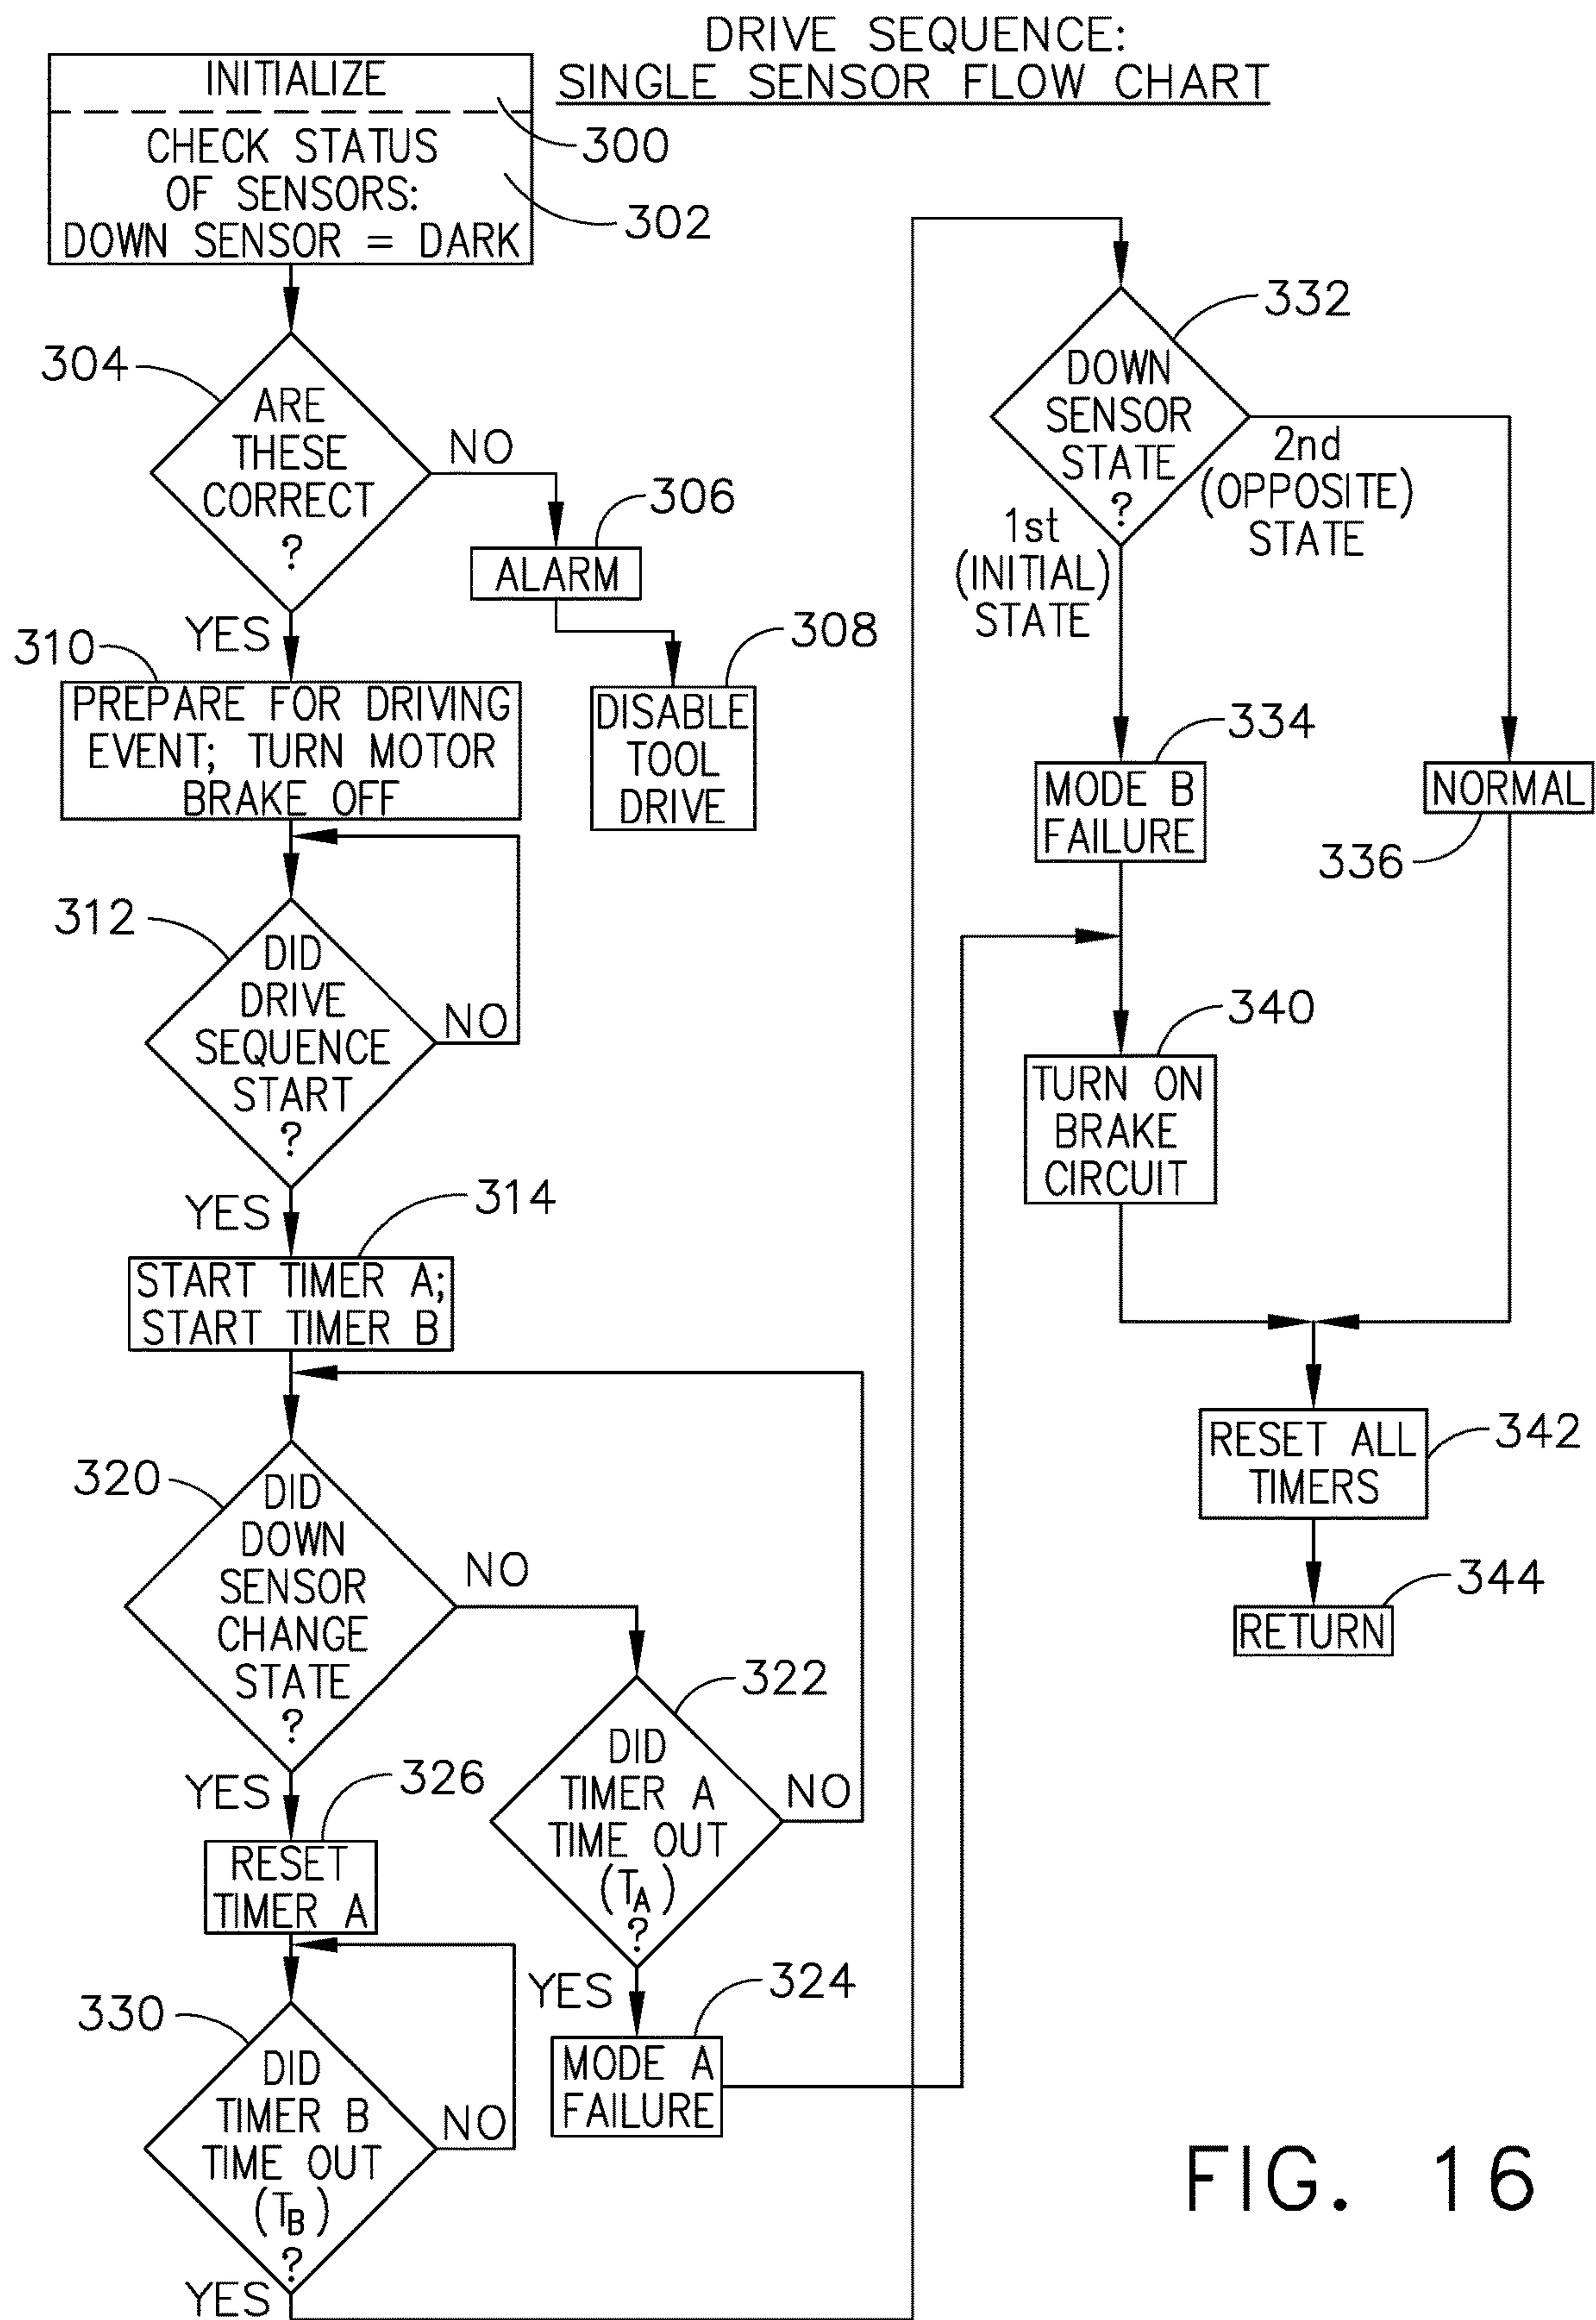 DRIVE SEQUENCE:
SINGLE SENSOR FLOW CHART
INITIALIZE
300
CHECK STATUS
OF SENSORS:
DOWN SENSOR = DARK
302
304
ARE
THESE
CORRECT
?
NO
306
ALARM
308
DISABLE
TOOL
DRIVE
YES
310
PREPARE FOR DRIVING
EVENT; TURN MOTOR
BRAKE OFF
312
DID
DRIVE
SEQUENCE
START
?
NO
YES
314
START TIMER A;
START TIMER B
320
DID
DOWN
SENSOR
CHANGE
STATE
?
NO
322
DID
TIMER A
TIME OUT
(TA)
?
NO
YES
324
MODE A
FAILURE
YES
326
RESET
TIMER A
330
DID
TIMER B
TIME OUT
(TB)
?
NO
YES
332
DOWN
SENSOR
STATE
?
1st
(INITIAL)
STATE
2nd
(OPPOSITE)
STATE
334
MODE B
FAILURE
NORMAL
336
340
TURN ON
BRAKE
CIRCUIT
342
RESET ALL
TIMERS
344
RETURN
FIG. 16